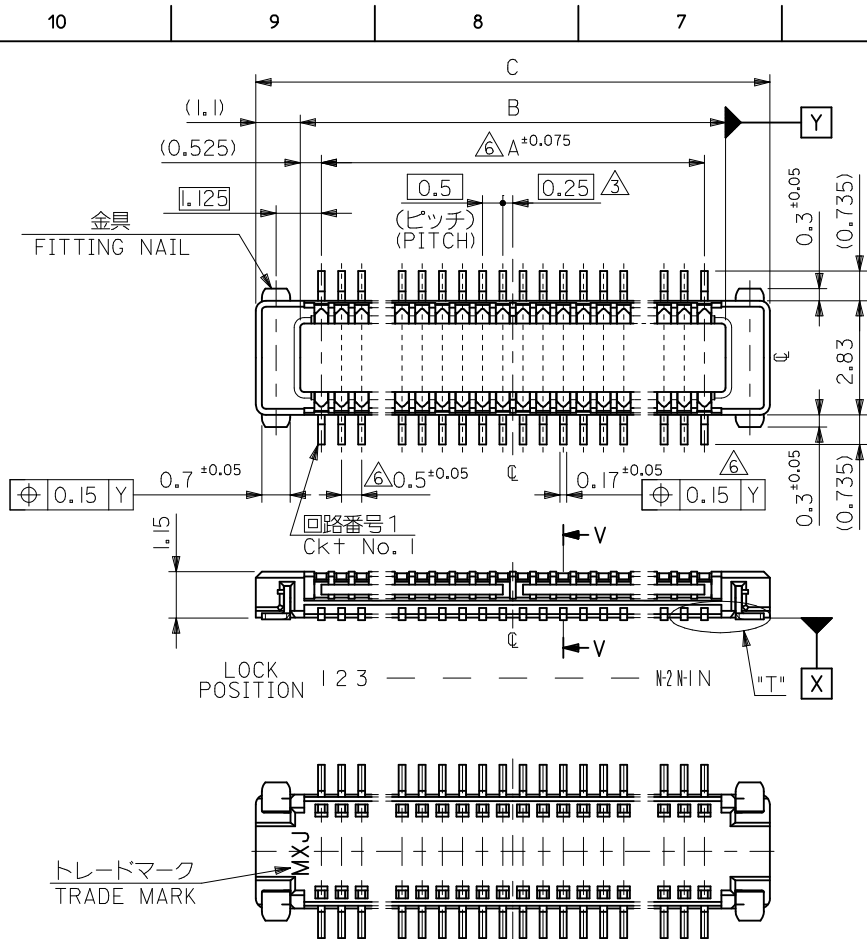 10 9 8 7
C
(1.1) B Y
(0.525) 6 A ±0.075
1.125 0.5 0.25 3
(ピッチ)
(PITCH)
0.3 ±0.05
(0.735)
金具
FITTING NAIL
2.83
℄
0.15 Y 0.7 ±0.05 6 0.5 ±0.05 ℄ 0.17 ±0.05 6 0.15 Y
0.3 ±0.05
(0.735)
回路番号1
Ckt No. 1
1.15
V
℄
V
LOCK
POSITION 1 2 3 — — — — — N-2 N-1 N "T" X
トレードマーク
TRADE MARK
MXJ